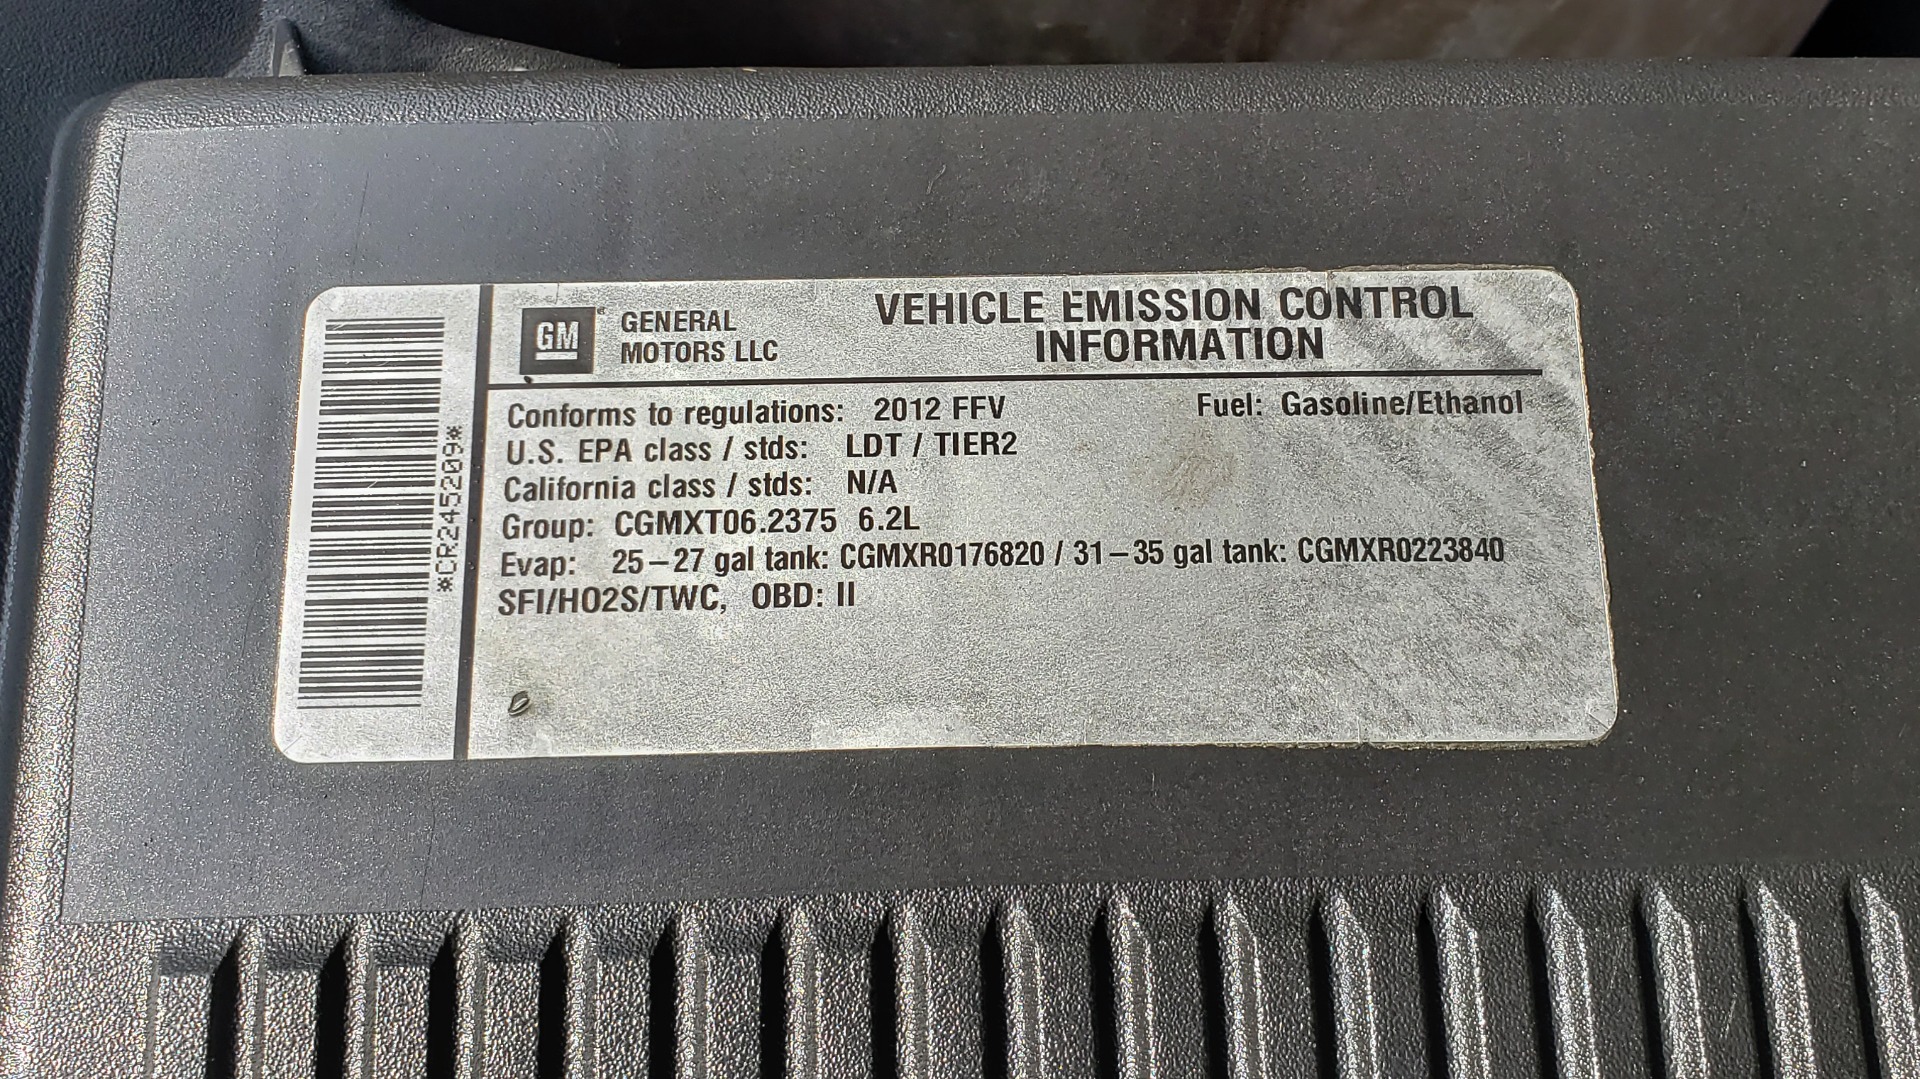 *CR245209*
GM
GENERAL
MOTORS LLC
VEHICLE EMISSION CONTROL
INFORMATION
Conforms to regulations: 2012 FFV Fuel: Gasoline/Ethanol
U.S. EPA class / stds: LDT / TIER2
California class / stds: N/A
Group: CGMXT06.2375 6.2L
Evap: 25-27 gal tank: CGMXR0176820 / 31-35 gal tank: CGMXR0223840
SFI/HO2S/TWC, OBD: II